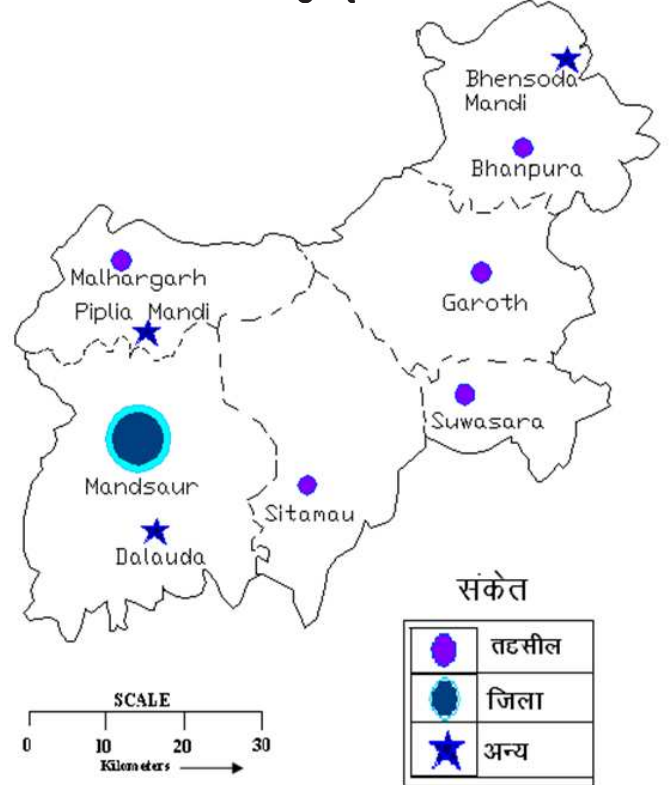 Bhensoda
Mandi
Bhanpura
Malhargarh
Piplia Mandi
Garoth
Suwasara
Mandsaur
Sitamau
Dalauda
संकेत
तहसील
जिला
अन्य
SCALE
0 10 20 30
Kilometers